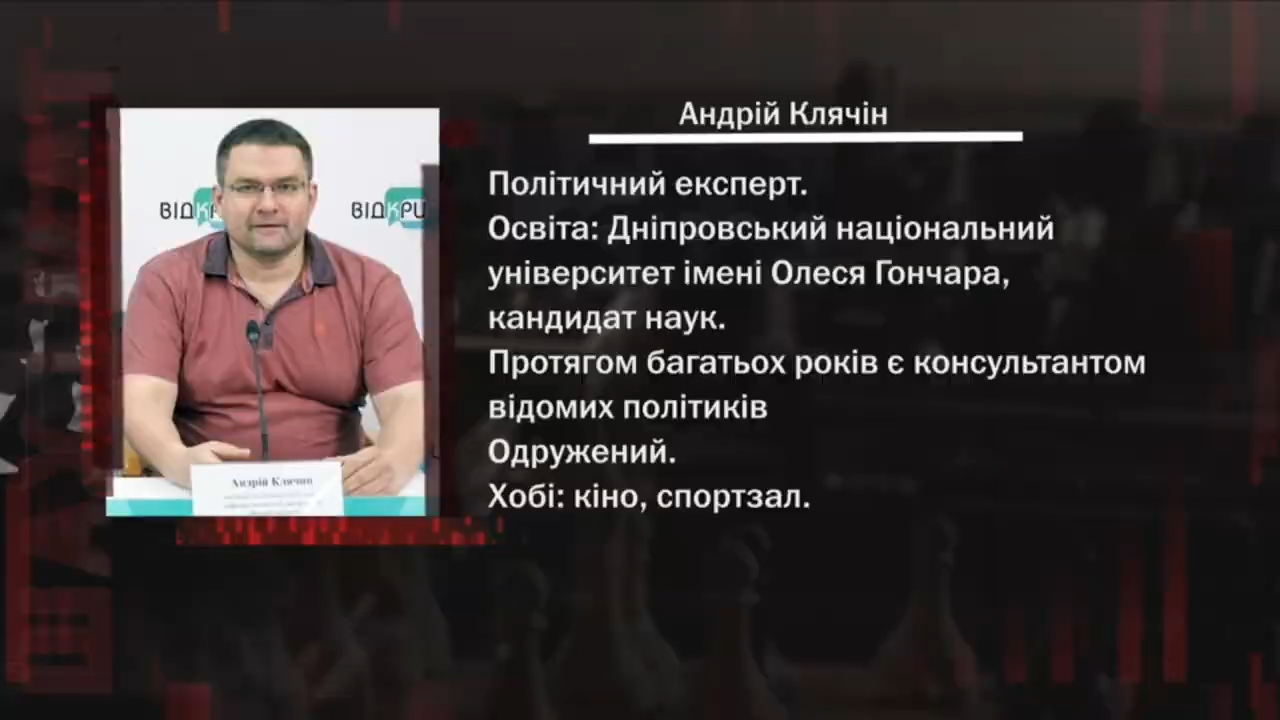 Андрій Клячін
Політичний експерт.
Освіта: Дніпровський національний
університет імені Олеся Гончара,
кандидат наук.
Протягом багатьох років є консультантом
відомих політиків
Одружений.
Хобі: кіно, спортзал.
ВІДКР
ВІДКРИ
Андрій Клячин